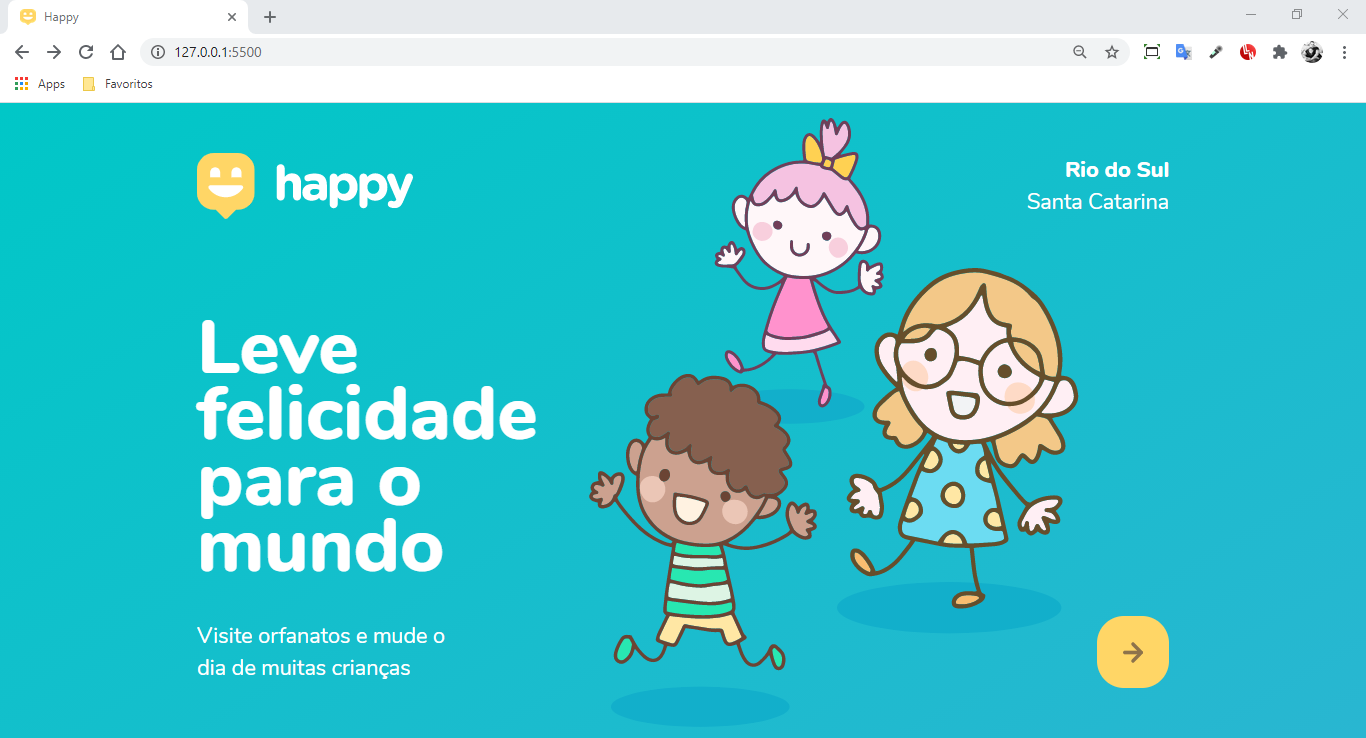 Happy
127.0.0.1:5500
Apps
Favoritos
happy
Rio do Sul
Santa Catarina
Leve
felicidade
para o
mundo
Visite orfanatos e mude o
dia de muitas crianças